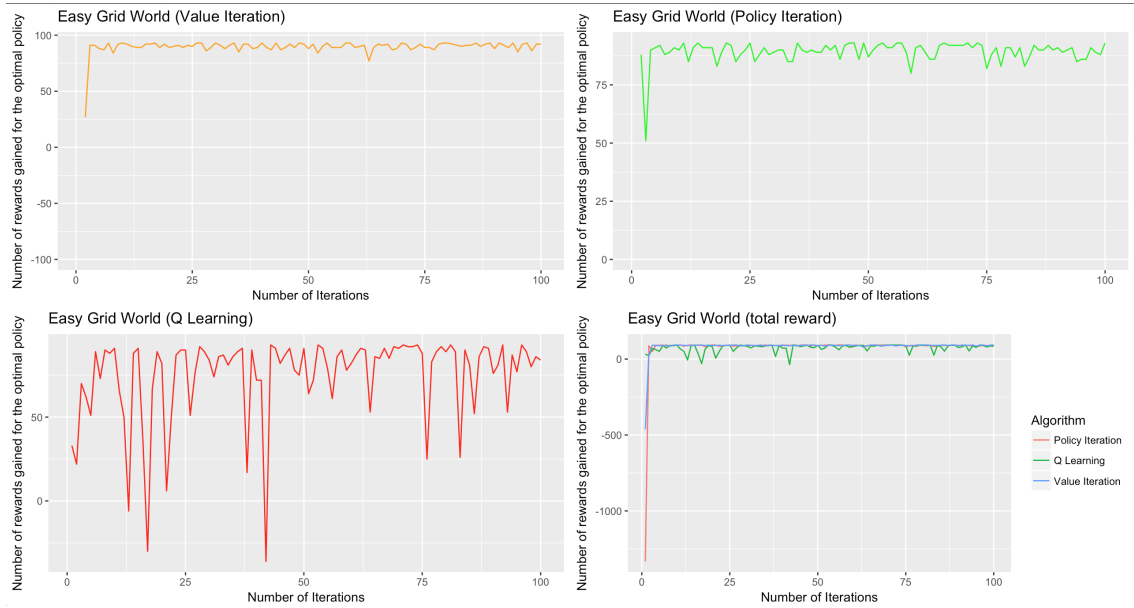 Easy Grid World (Value Iteration)
Number of rewards gained for the optimal policy
100
50
0
-50
-100
0
25
50
75
100
Number of Iterations
Easy Grid World (Policy Iteration)
Number of rewards gained for the optimal policy
75
50
25
0
0
25
50
75
100
Number of Iterations
Easy Grid World (Q Learning)
Number of rewards gained for the optimal policy
50
0
0
25
50
75
100
Number of Iterations
Easy Grid World (total reward)
Number of rewards gained for the optimal policy
0
-500
-1000
0
25
50
75
100
Number of Iterations
Algorithm
Policy Iteration
Q Learning
Value Iteration